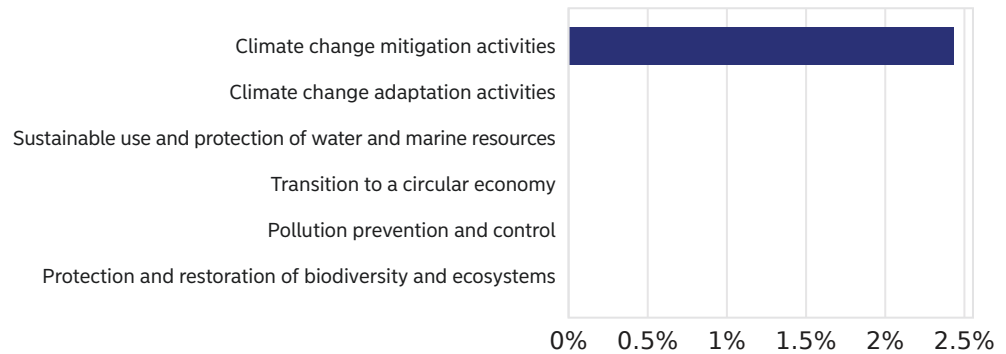 Climate change mitigation activities
Climate change adaptation activities
Sustainable use and protection of water and marine resources
Transition to a circular economy
Pollution prevention and control
Protection and restoration of biodiversity and ecosystems
0% 0.5% 1% 1.5% 2% 2.5%